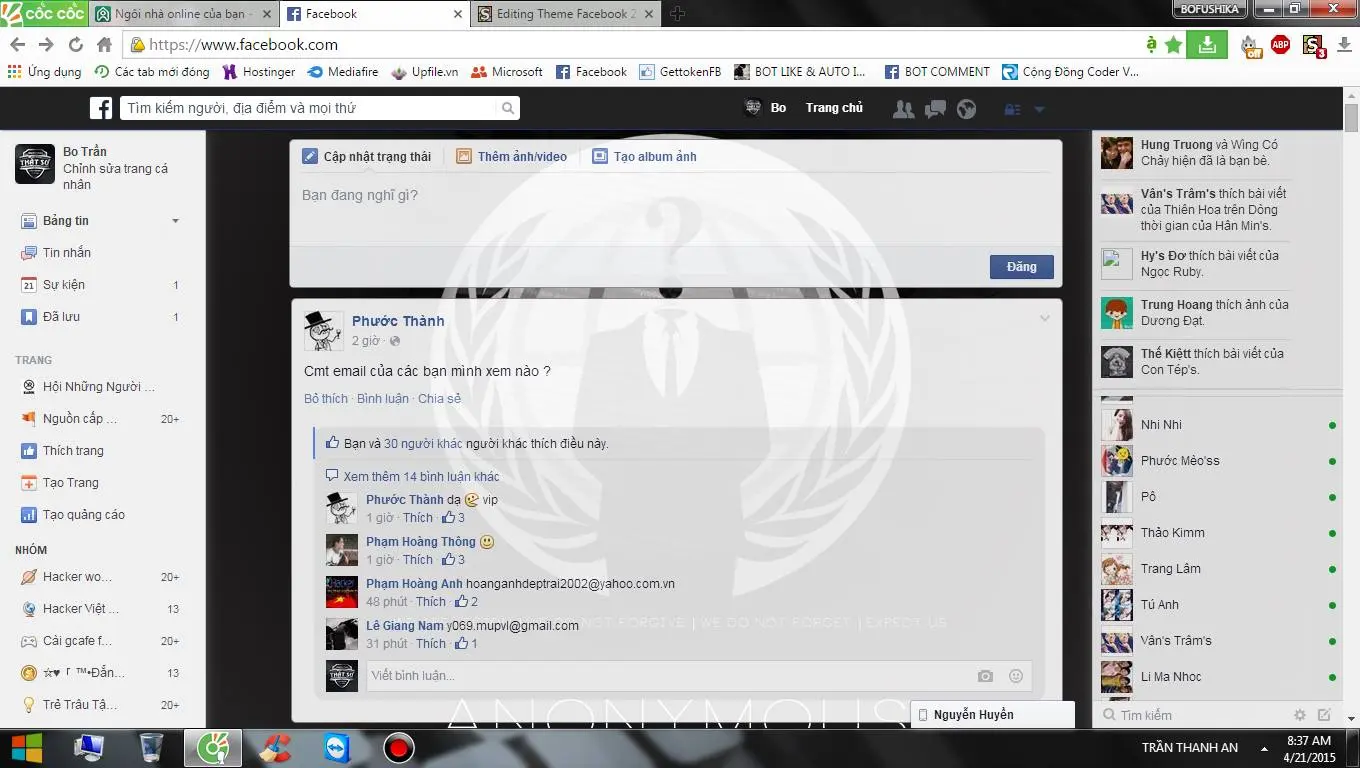 cốc cốc
Ngôi nhà online của bạn -
Facebook
Editing Theme Facebook 2
BOFUSHIKA
https://www.facebook.com
Ứng dụng
Các tab mới đóng
Hostinger
Mediafire
Upfile.vn
Microsoft
Facebook
GettokenFB
BOT LIKE & AUTO I...
BOT COMMENT
Cộng Đồng Coder V...
Tìm kiếm người, địa điểm và mọi thứ
Bo
Trang chủ
Bo Trần
Chỉnh sửa trang cá
nhân
Bảng tin
Tin nhắn
Sự kiện 1
Đã lưu 1
TRANG
Hội Những Người ...
Nguồn cấp ... 20+
Thích trang
Tạo Trang
Tạo quảng cáo
NHÓM
Hacker wo... 20+
Hacker Việt ... 13
Cái gcafe f... 20+
☆♥「 ™•Đẳn... 13
Trẻ Trâu Tậ... 20+
Cập nhật trạng thái
Thêm ảnh/video
Tạo album ảnh
Bạn đang nghĩ gì?
Đăng
Phước Thành
2 giờ ·
Cmt email của các bạn mình xem nào ?
Bỏ thích · Bình luận · Chia sẻ
Bạn và 30 người khác người khác thích điều này.
Xem thêm 14 bình luận khác
Phước Thành dạ vip
1 giờ · Thích · 3
Phạm Hoàng Thông
1 giờ · Thích · 3
Phạm Hoàng Anh hoanganhdeptrai2002@yahoo.com.vn
48 phút · Thích · 2
Lê Giang Nam y069.mupvl@gmail.com
31 phút · Thích · 1
NOT FORGIVE | WE DO NOT FORGET | EXPECT US
Viết bình luận...
ANONYMOUS
Nguyễn Huyền
Hung Truong và Wing Có
Chảy hiện đã là bạn bè.
Vân's Trâm's thích bài viết
của Thiên Hoa trên Dòng
thời gian của Hân Min's.
Hy's Đơ thích bài viết của
Ngọc Ruby.
Trung Hoang thích ảnh của
Dương Đạt.
Thế Kiệtt thích bài viết của
Con Tép's.
Nhi Nhi
Phước Mèo'ss
Pô
Thảo Kimm
Trang Lâm
Tú Anh
Vân's Trâm's
Li Ma Nhoc
Tìm kiếm
TRẦN THANH AN
8:37 AM
4/21/2015